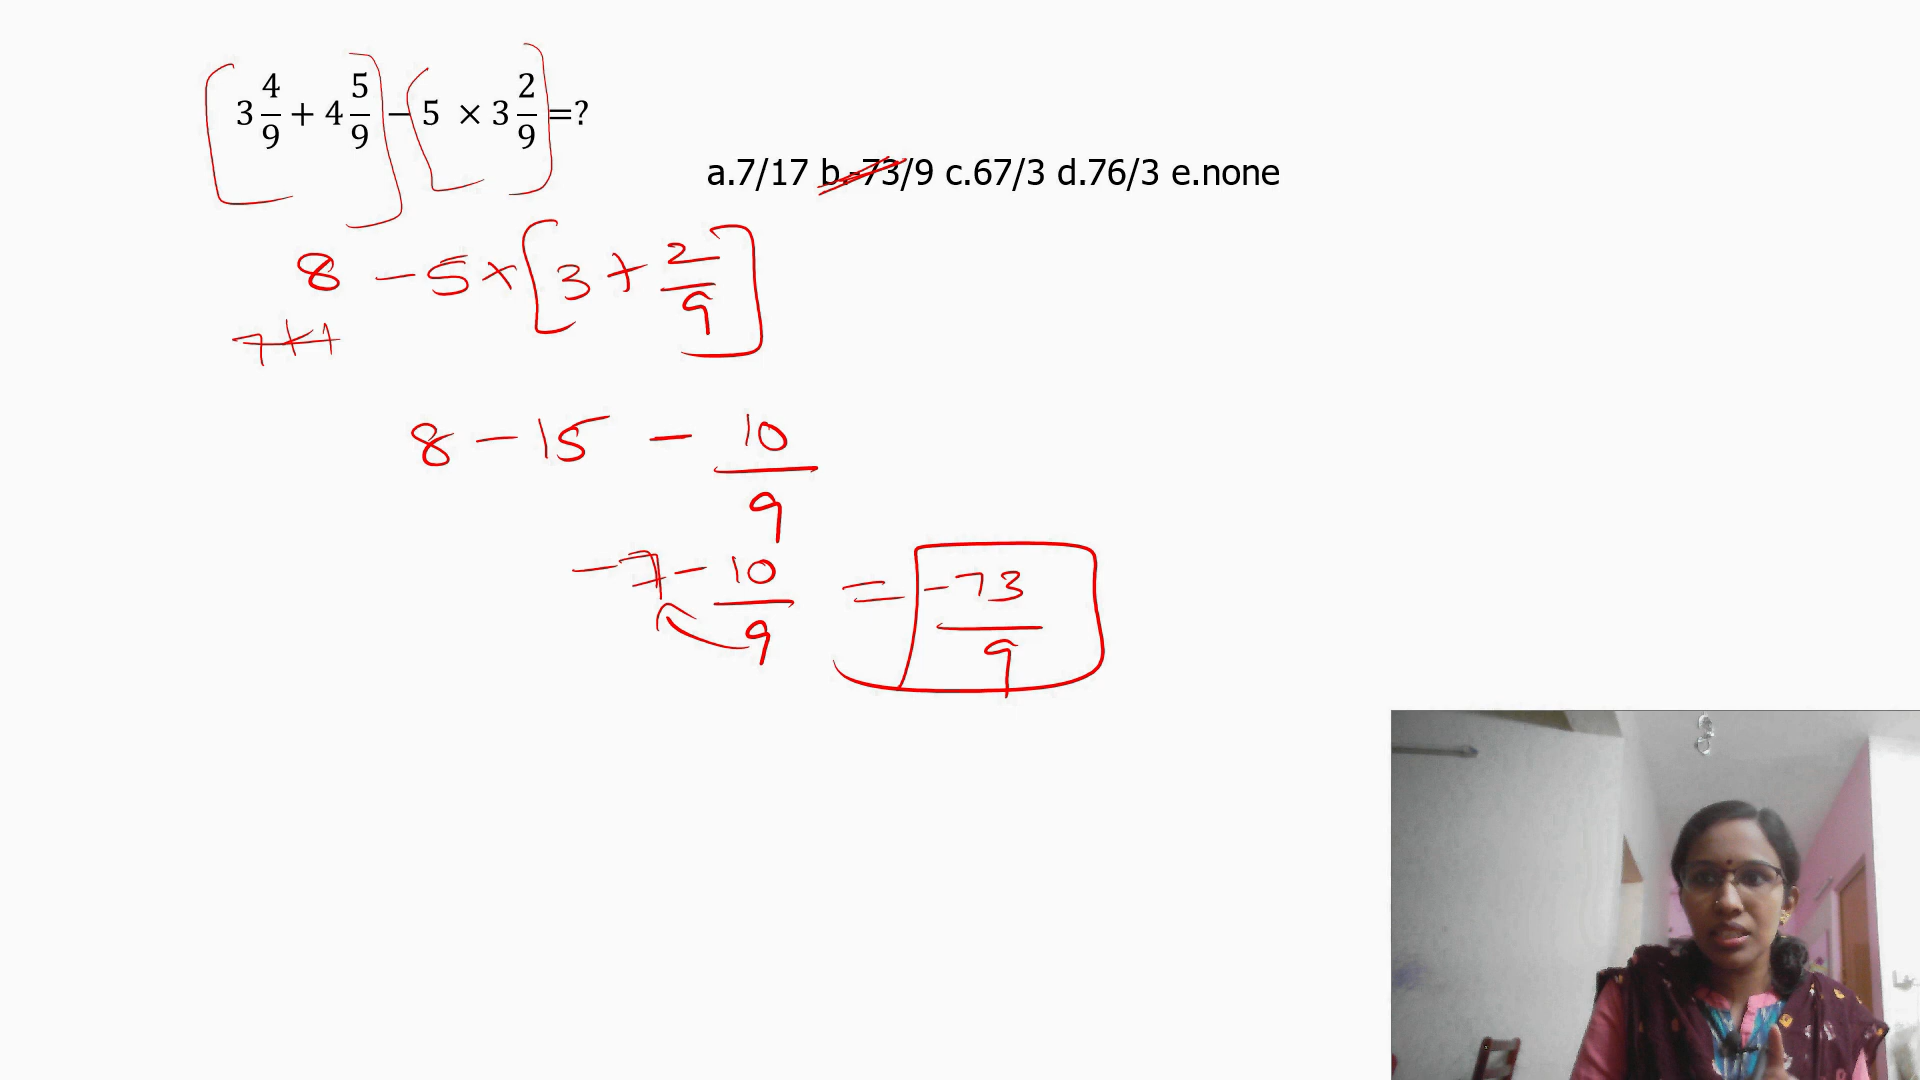 3 4/9 + 4 5/9 − 5 × 3 2/9 =?
a.7/17 b.-73/9 c.67/3 d.76/3 e.none
8 − 5 × [3 + 2/9]
7+1
8 − 15 − 10/9
−7 − 10/9 = −73/9